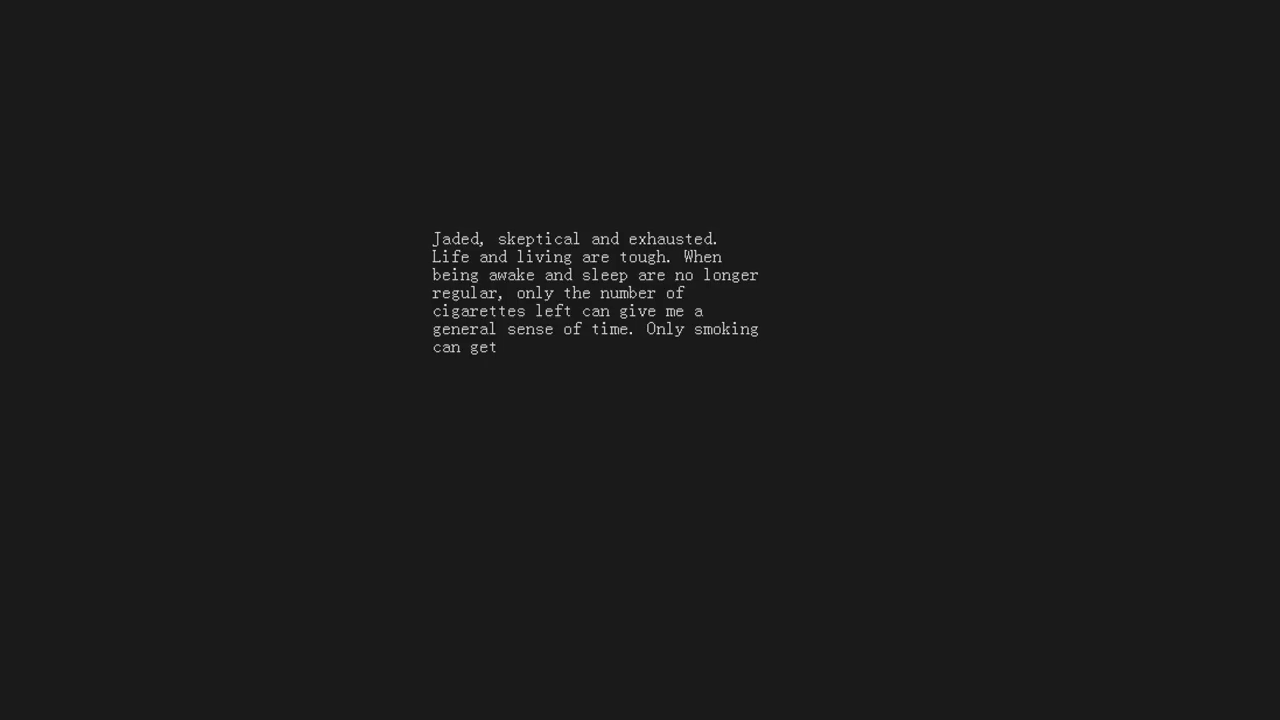 Jaded, skeptical and exhausted.
Life and living are tough. When
being awake and sleep are no longer
regular, only the number of
cigarettes left can give me a
general sense of time. Only smoking
can get